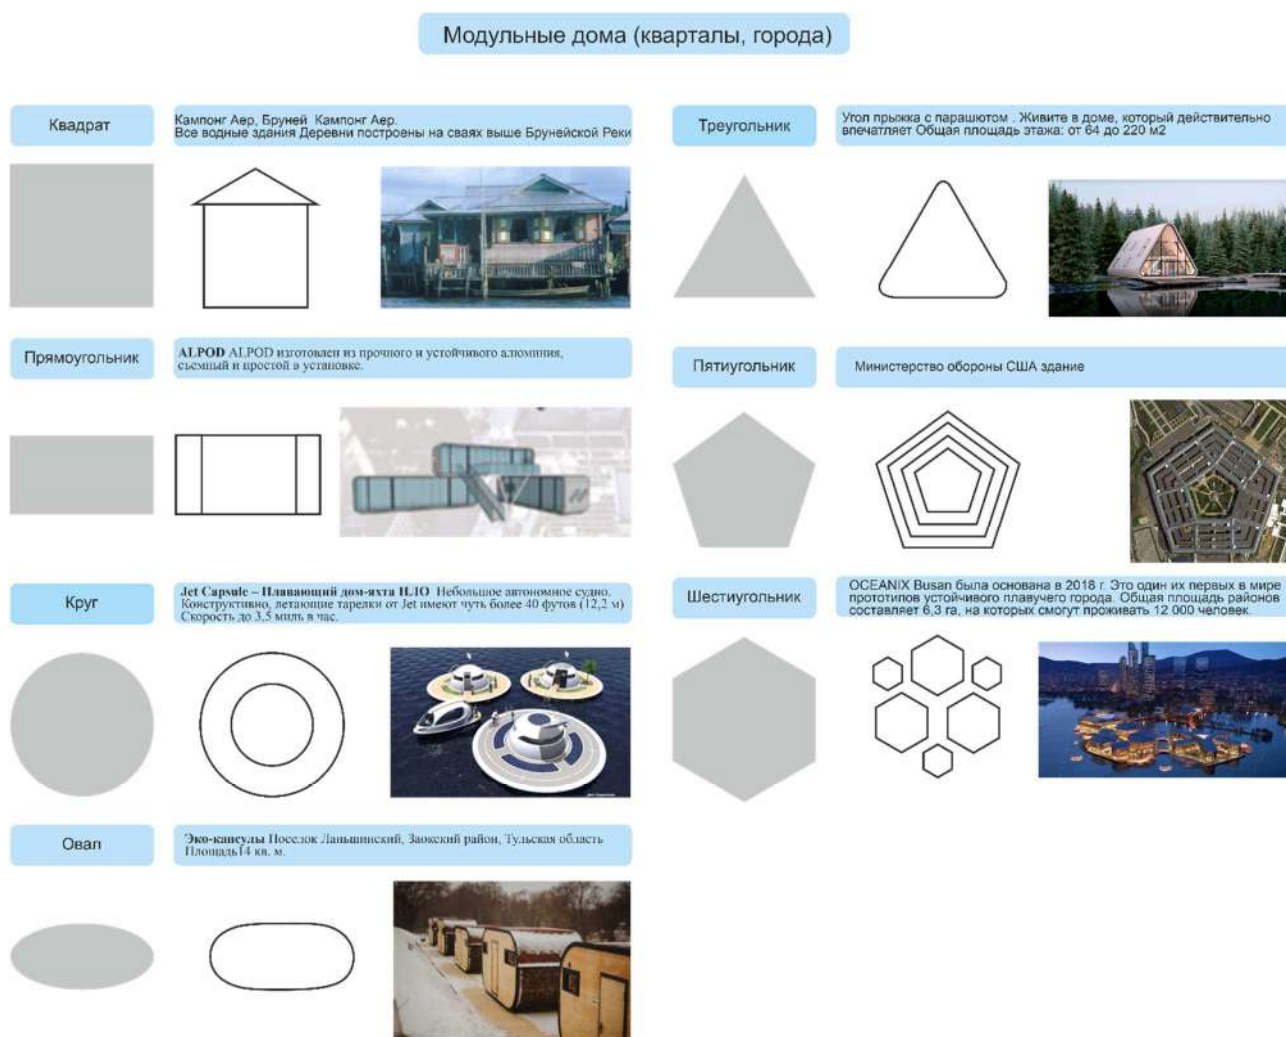 Модульные дома (кварталы, города)
Квадрат
Кампонг Аер, Бруней Кампонг Аер.
Все водные здания Деревни построены на сваях выше Брунейской Реки
Прямоугольник
ALPOD ALPOD изготовлен из прочного и устойчивого алюминия,
съемный и простой в установке.
Круг
Jet Capsule – Плавающий дом-яхта НЛО Небольшое автономное судно.
Конструктивно, летающие тарелки от Jet имеют чуть более 40 футов (12,2 м)
Скорость до 3,5 миль в час.
Овал
Эко-капсулы Поселок Ланьшинский, Заокский район, Тульская область
Площадь14 кв. м.
Треугольник
Угол прыжка с парашютом . Живите в доме, который действительно
впечатляет Общая площадь этажа: от 64 до 220 м2
Пятиугольник
Министерство обороны США здание
Шестиугольник
OCEANIX Busan была основана в 2018 г. Это один их первых в мире
прототипов устойчивого плавучего города. Общая площадь районов
составляет 6,3 га, на которых смогут проживать 12 000 человек.